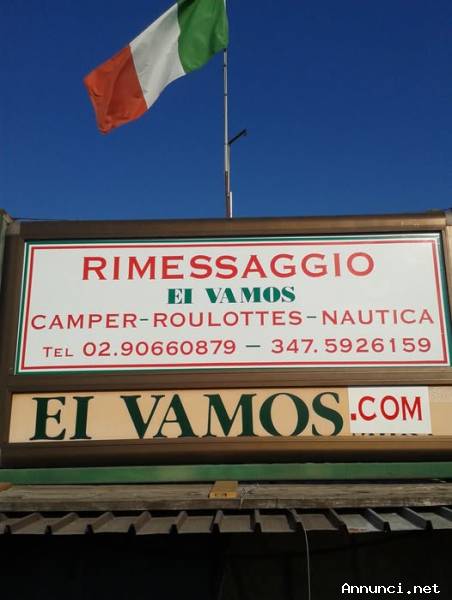 RIMESSAGGIO
EI VAMOS
CAMPER-ROULOTTES-NAUTICA
TEL 02.90660879 - 347.5926159
EI VAMOS.COM
Annunci.net